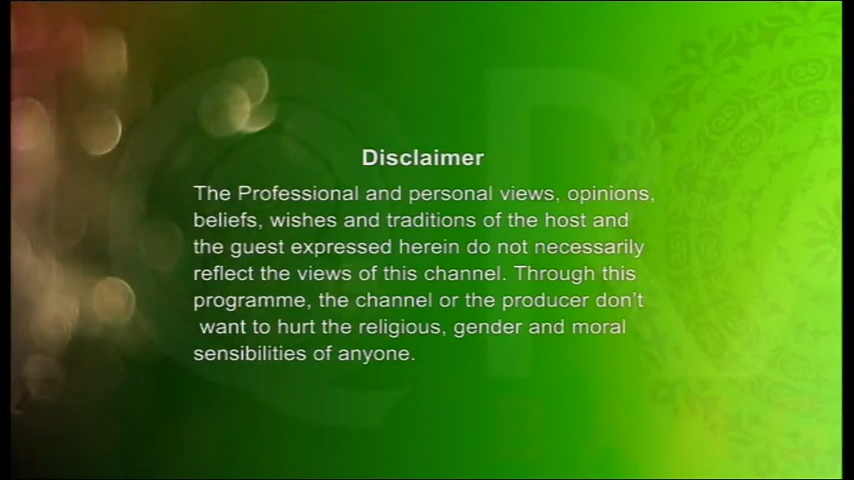 Disclaimer
The Professional and personal views, opinions,
beliefs, wishes and traditions of the host and
the guest expressed herein do not necessarily
reflect the views of this channel. Through this
programme, the channel or the producer don't
want to hurt the religious, gender and moral
sensibilities of anyone.